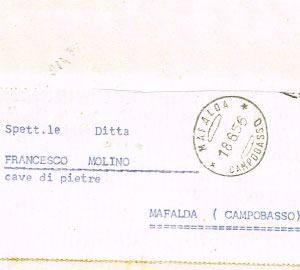 MAFALDA
18.6.56
* CAMPOBASSO *
Spett.le Ditta
FRANCESCO MOLINO
cave di pietre
MAFALDA ( CAMPOBASSO)